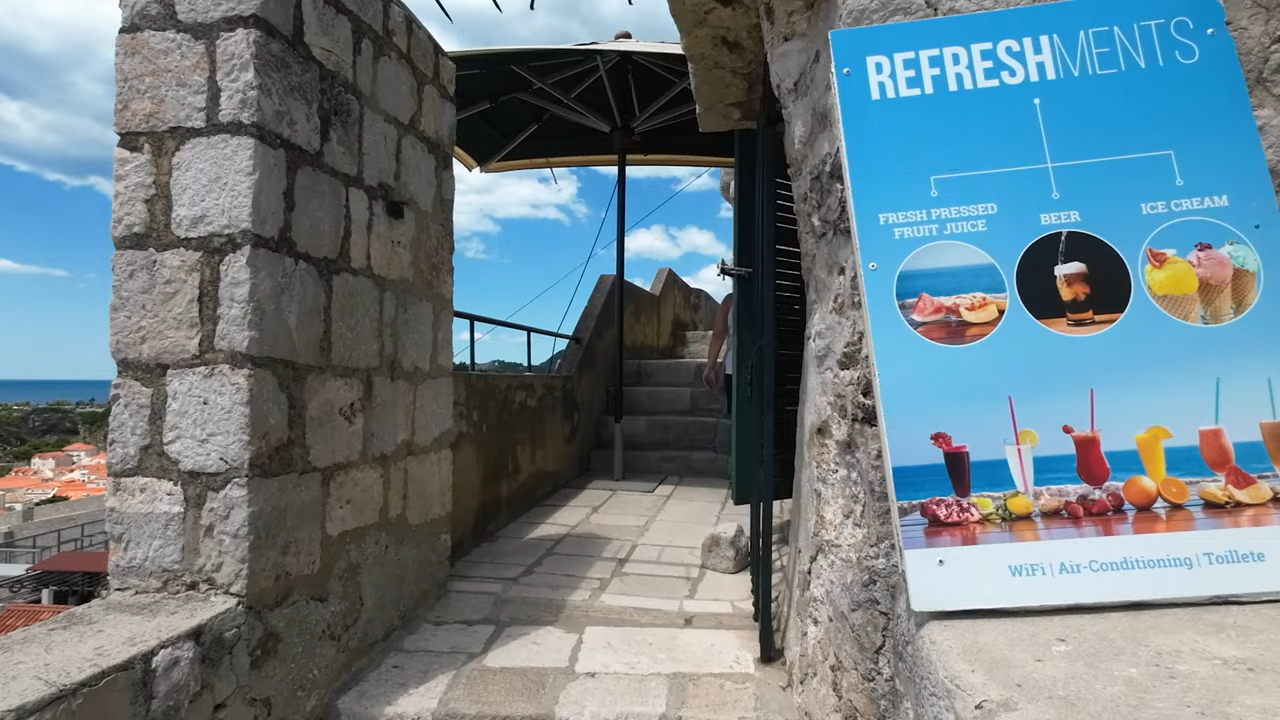 REFRESHMENTS
FRESH PRESSED
FRUIT JUICE
BEER
ICE CREAM
WiFi | Air-Conditioning | Toillete